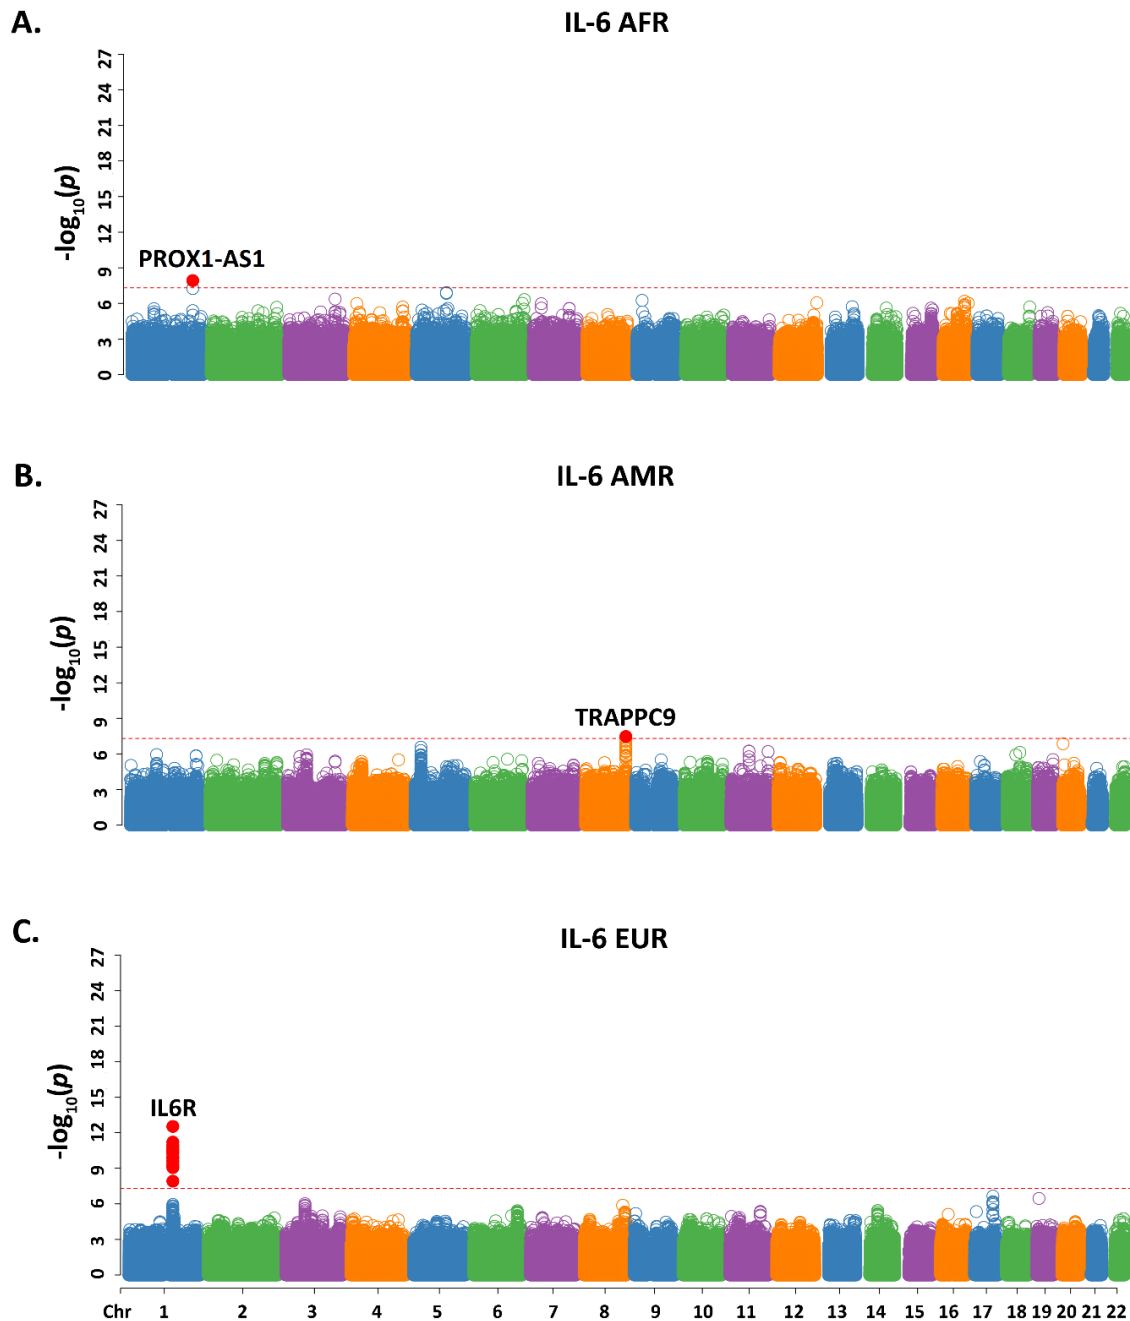 A.
IL-6 AFR
27
24
21
18
15
12
9
6
3
0
-log10(p)
PROX1-AS1
B.
IL-6 AMR
27
24
21
18
15
12
9
6
3
0
-log10(p)
TRAPPC9
C.
IL-6 EUR
27
24
21
18
15
12
9
6
3
0
-log10(p)
IL6R
Chr 1 2 3 4 5 6 7 8 9 10 11 12 13 14 15 16 17 18 19 20 21 22